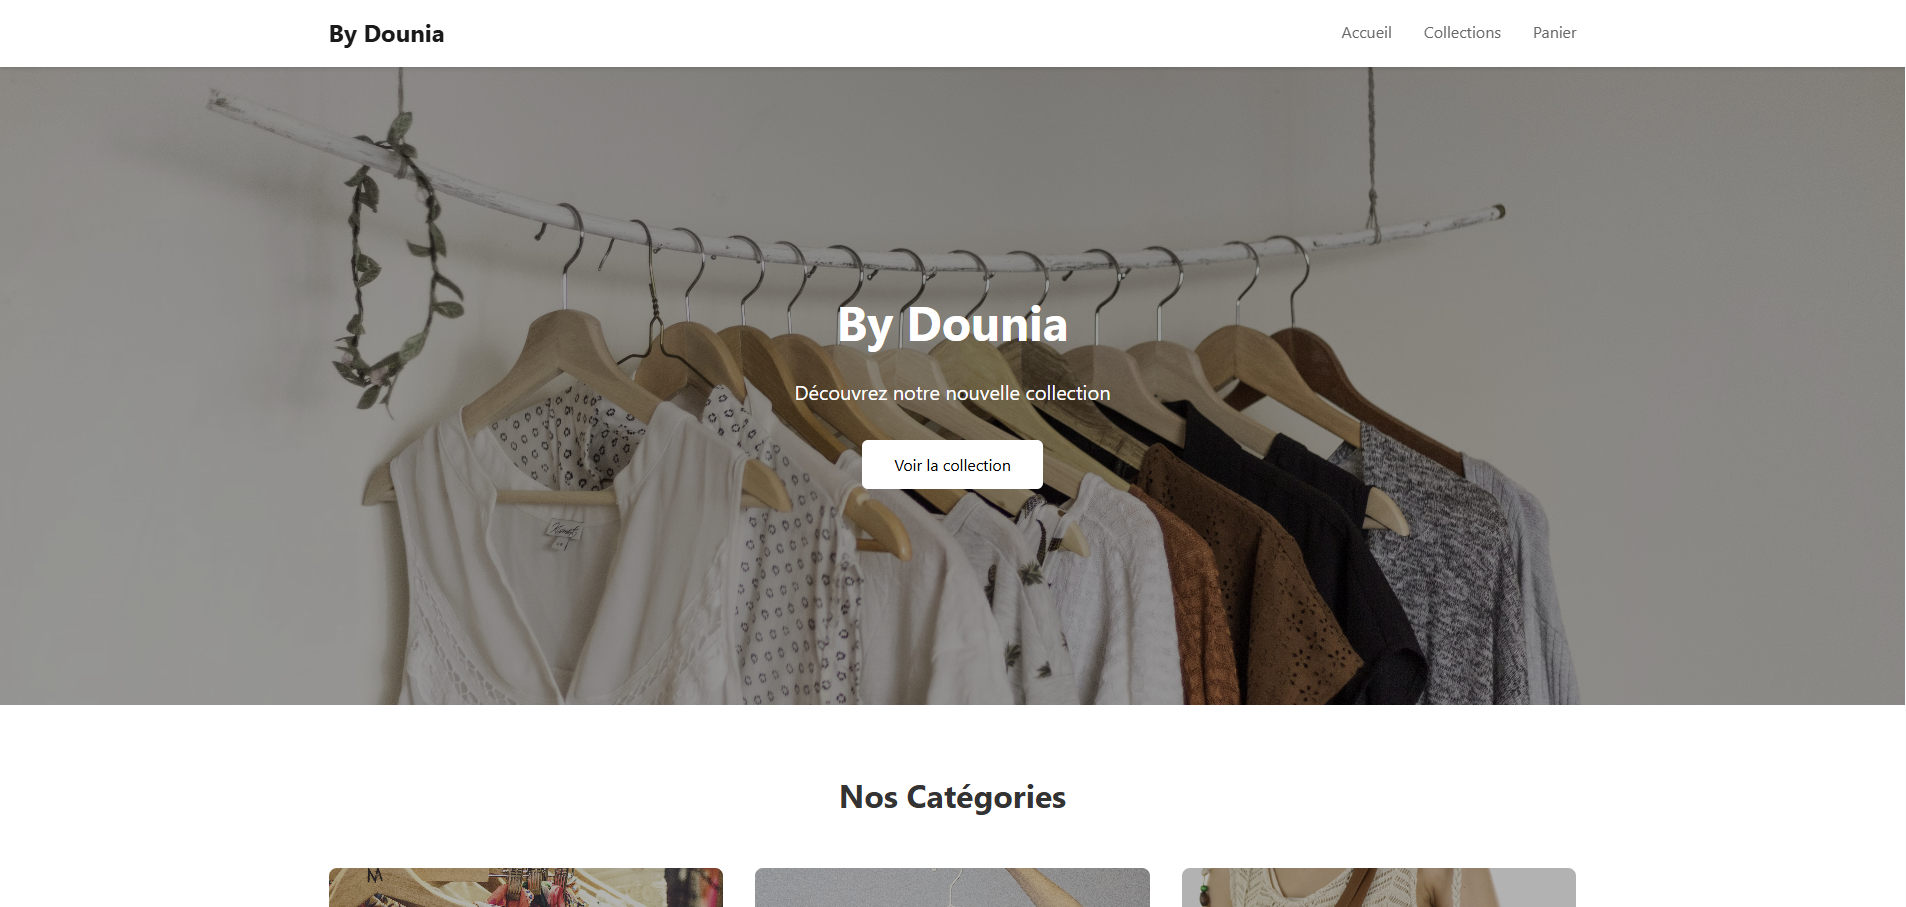 By Dounia
Accueil Collections Panier
By Dounia
Découvrez notre nouvelle collection
Voir la collection
Nos Catégories
M